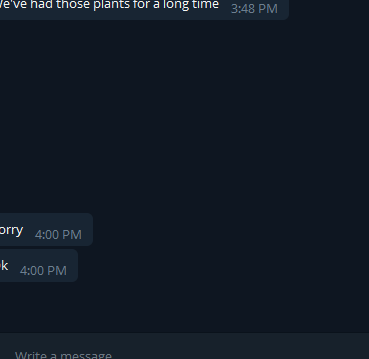 e've had those plants for a long time 3:48 PM
orry 4:00 PM
k 4:00 PM
Write a message